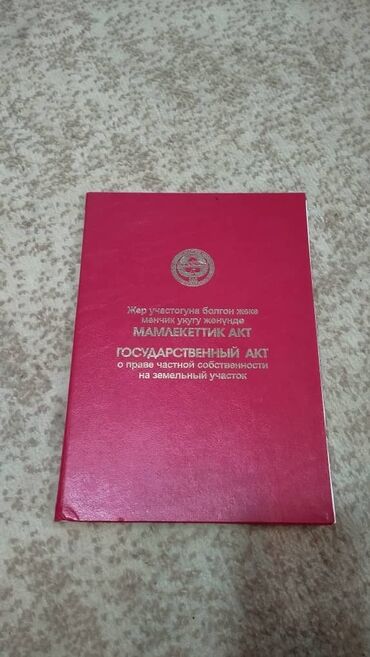 Жер участогуна болгон жеке
менчик укугу жөнүндө
МАМЛЕКЕТТИК АКТ
ГОСУДАРСТВЕННЫЙ АКТ
о праве частной собственности
на земельный участок